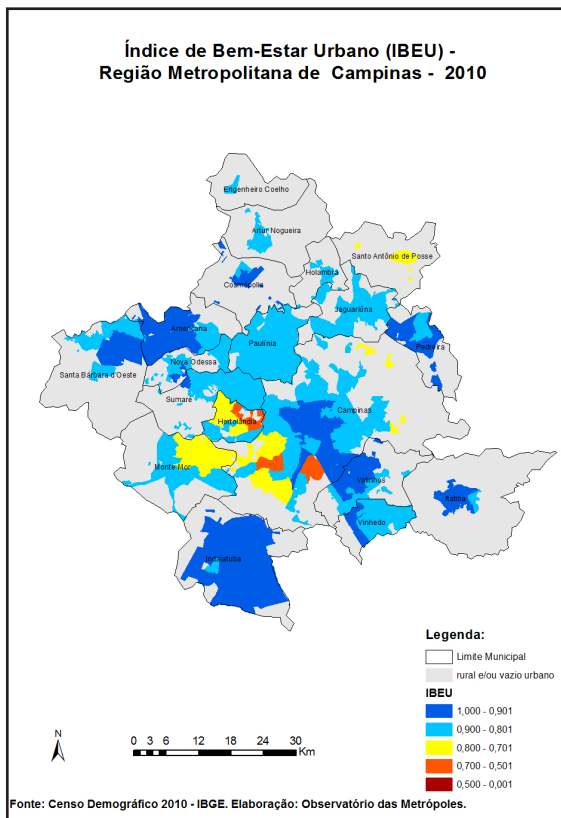 Índice de Bem-Estar Urbano (IBEU) -
Região Metropolitana de Campinas - 2010
Engenheiro Coelho
Artur Nogueira
Santo Antônio de Posse
Holambra
Cosmópolis
Jaguariúna
Americana
Paulínia
Pedreira
Nova Odessa
Santa Bárbara d'Oeste
Sumaré
Campinas
Hortolândia
Monte Mor
Valinhos
Itatiba
Vinhedo
Indaiatuba
Legenda:
Limite Municipal
rural e/ou vazio urbano
IBEU
1,000 - 0,901
0,900 - 0,801
0,800 - 0,701
0,700 - 0,501
0,500 - 0,001
N
0 3 6 12 18 24 30
Km
Fonte: Censo Demográfico 2010 - IBGE. Elaboração: Observatório das Metrópoles.